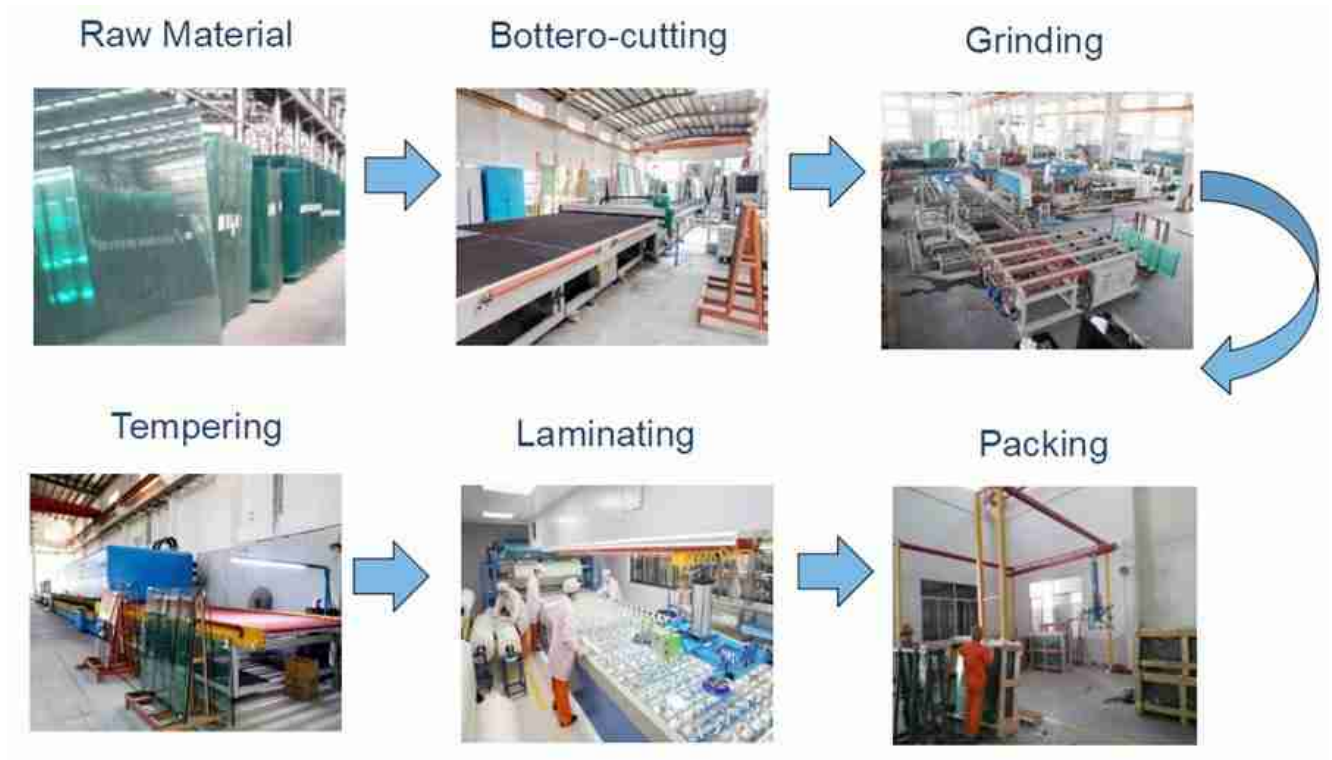 Raw Material
Bottero-cutting
Grinding
Tempering
Laminating
Packing